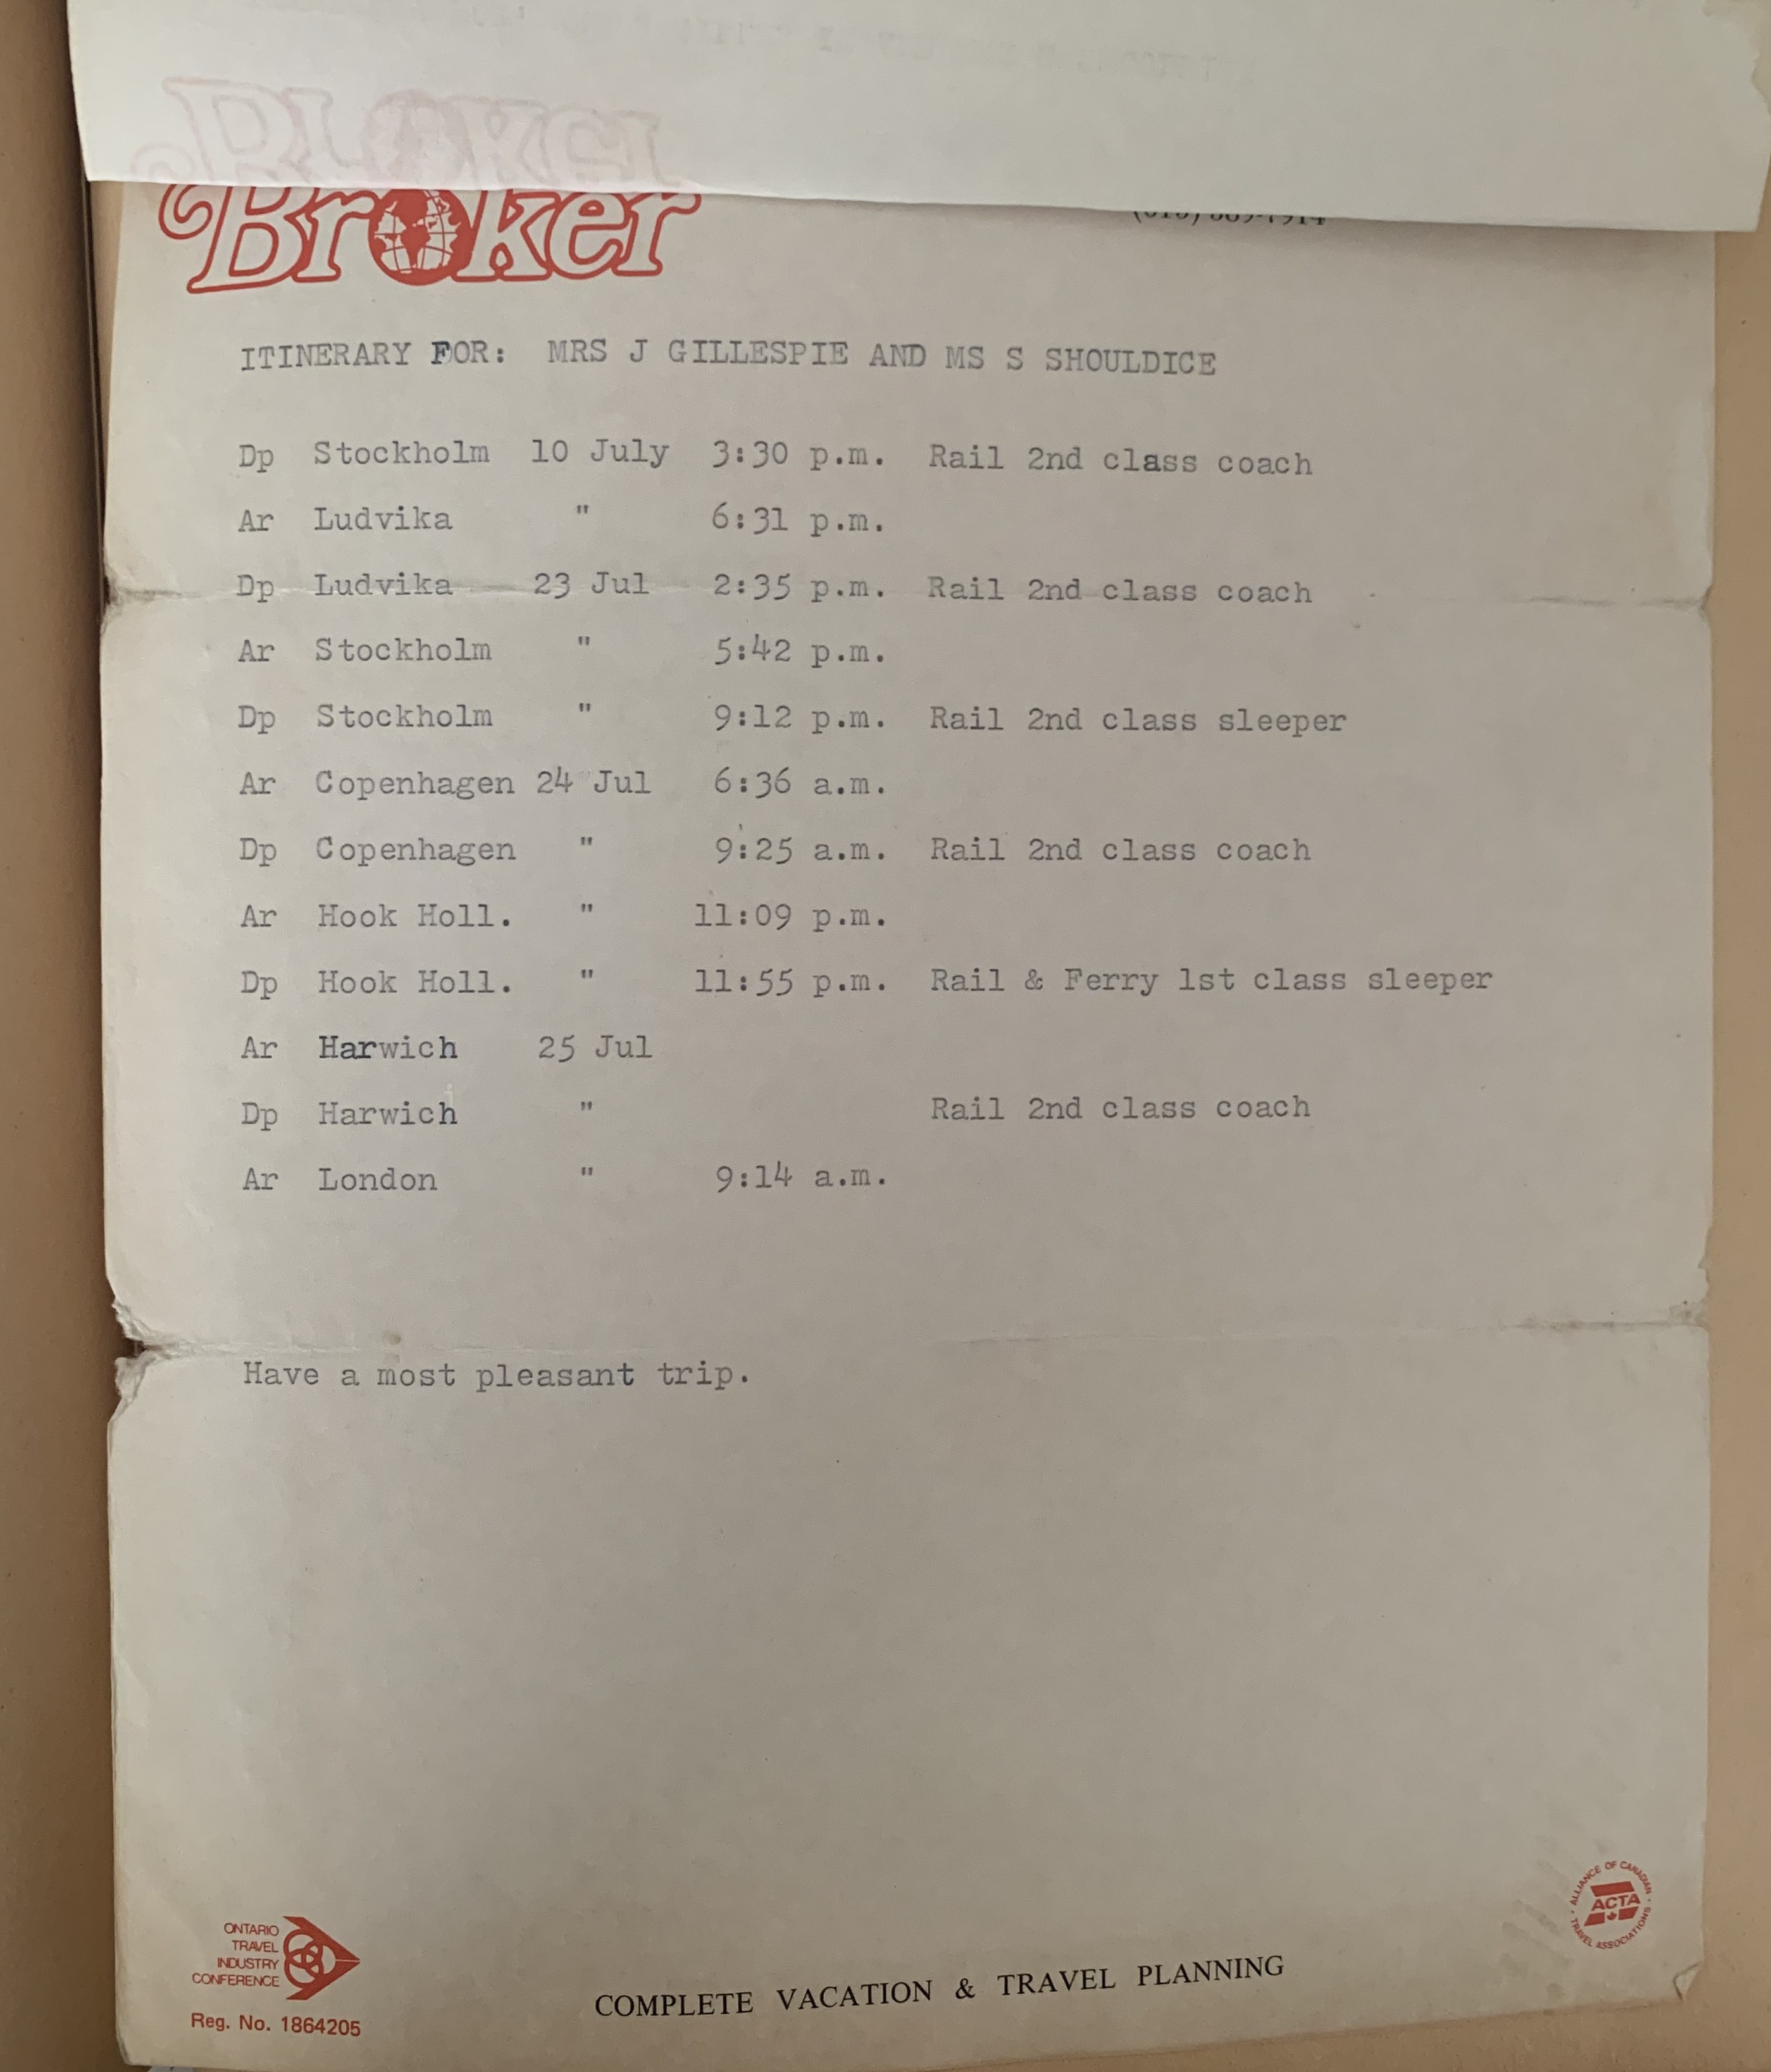 Broker
ITINERARY FOR: MRS J GILLESPIE AND MS S SHOULDICE
Dp Stockholm 10 July 3:30 p.m. Rail 2nd class coach
Ar Ludvika " 6:31 p.m.
Dp Ludvika 23 Jul 2:35 p.m. Rail 2nd class coach
Ar Stockholm " 5:42 p.m.
Dp Stockholm " 9:12 p.m. Rail 2nd class sleeper
Ar Copenhagen 24 Jul 6:36 a.m.
Dp Copenhagen " 9:25 a.m. Rail 2nd class coach
Ar Hook Holl. " 11:09 p.m.
Dp Hook Holl. " 11:55 p.m. Rail & Ferry 1st class sleeper
Ar Harwich 25 Jul
Dp Harwich " Rail 2nd class coach
Ar London " 9:14 a.m.
Have a most pleasant trip.
ONTARIO
TRAVEL
INDUSTRY
CONFERENCE
Reg. No. 1864205
COMPLETE VACATION & TRAVEL PLANNING
ALLIANCE OF CANADIAN
ACTA
TRAVEL ASSOCIATIONS